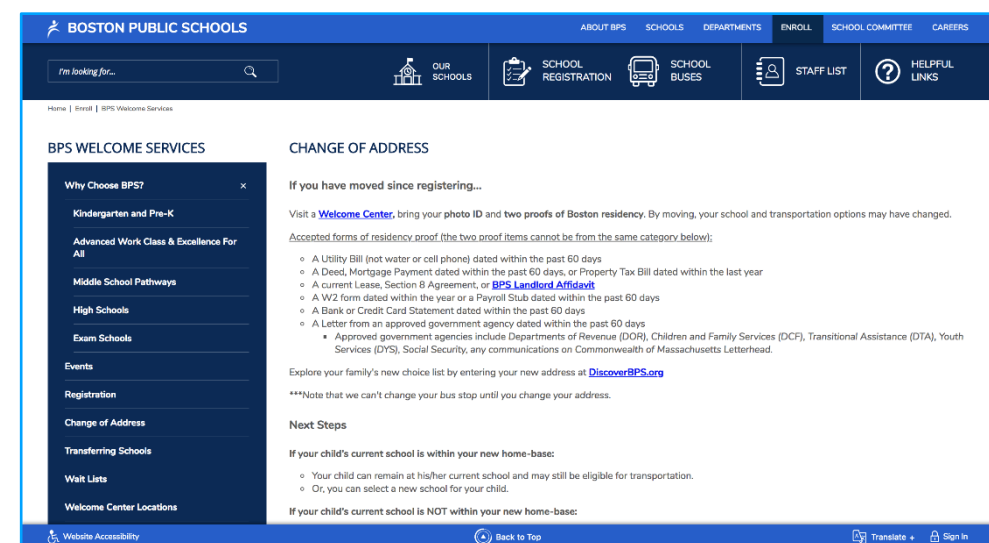 BOSTON PUBLIC SCHOOLS
ABOUT BPS SCHOOLS DEPARTMENTS ENROLL SCHOOL COMMITTEE CAREERS
I'm looking for...
OUR SCHOOLS
SCHOOL REGISTRATION
SCHOOL BUSES
STAFF LIST
HELPFUL LINKS
Home | Enroll | BPS Welcome Services
BPS WELCOME SERVICES
Why Choose BPS? ×
Kindergarten and Pre-K
Advanced Work Class & Excellence For
All
Middle School Pathways
High Schools
Exam Schools
Events
Registration
Change of Address
Transferring Schools
Wait Lists
Welcome Center Locations
CHANGE OF ADDRESS
If you have moved since registering...
Visit a Welcome Center, bring your photo ID and two proofs of Boston residency. By moving, your school and transportation options may have changed.
Accepted forms of residency proof (the two proof items cannot be from the same category below):
A Utility Bill (not water or cell phone) dated within the past 60 days
A Deed, Mortgage Payment dated within the past 60 days, or Property Tax Bill dated within the last year
A current Lease, Section 8 Agreement, or BPS Landlord Affidavit
A W2 form dated within the year or a Payroll Stub dated within the past 60 days
A Bank or Credit Card Statement dated within the past 60 days
A Letter from an approved government agency dated within the past 60 days
Approved government agencies include Departments of Revenue (DOR), Children and Family Services (DCF), Transitional Assistance (DTA), Youth
Services (DYS), Social Security, any communications on Commonwealth of Massachusetts Letterhead.
Explore your family's new choice list by entering your new address at DiscoverBPS.org
***Note that we can't change your bus stop until you change your address.
Next Steps
If your child's current school is within your new home-base:
Your child can remain at his/her current school and may still be eligible for transportation.
Or, you can select a new school for your child.
If your child's current school is NOT within your new home-base:
Website Accessibility
Back to Top
Translate +
Sign In